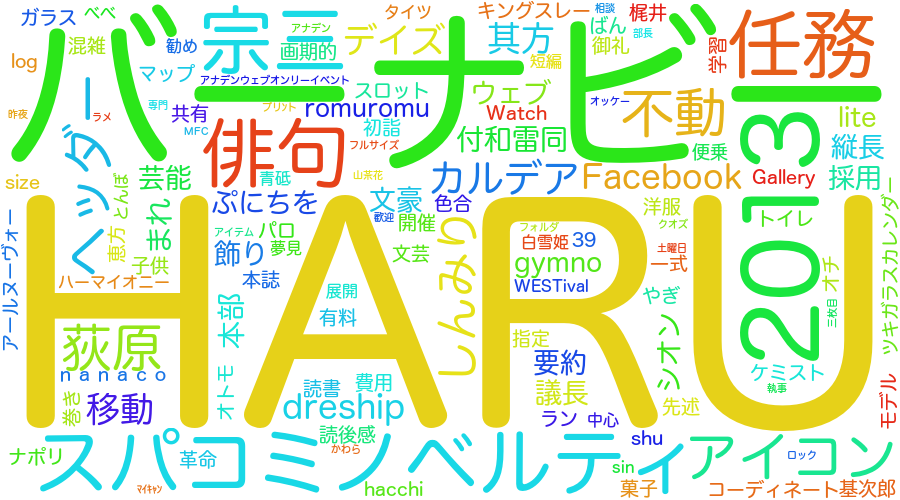 ガラス
べべ
混雑
log
勧め
マップ
昨夜
ラメ
専門
共有
MFC
size
芸能
とんぼ
恵方
まれ
子供
ハーマイオニー
アールヌーヴォー
ヘッダー
バーナビー
宗三
アナデン
画期的
アナデンウェブオンリーイベント
プリント
タイツ
デイズ
スロット
romuromu
初詣
フルサイズ
俳句
青砥
山茶花
キングスレー
其方
ウェブ
付和雷同
カルデア
文豪
色合
歓迎
開催
ぷにちを
アイテム
パロ
飾り
夢見
本誌
文芸
相談
ばん
御礼
短編
梶井
部長
学習
オッケー
不動
Watch
便乗
Facebook
任務
lite
縦長
Gallery
採用
2013
洋服
クオズ
トイレ
土曜日
一式
オチ
三枚目
ツキガラスカレンダー
フォルダ
白雪姫
39
gymno
WESTival
やぎ
しんみり
HARU
荻原
nanaco
巻き
移動
オトモ
本部
展開
有料
読書
費用
dreship
読後感
かわら
指定
要約
議長
シオン
ラン
中心
先述
ケミスト
執事
モデル
スパコミノベルティ
アイコン
ナポリ
ﾏｲｷｬﾝ
革命
hacchi
shu
sin
菓子
ロック
コーディネート
基次郎